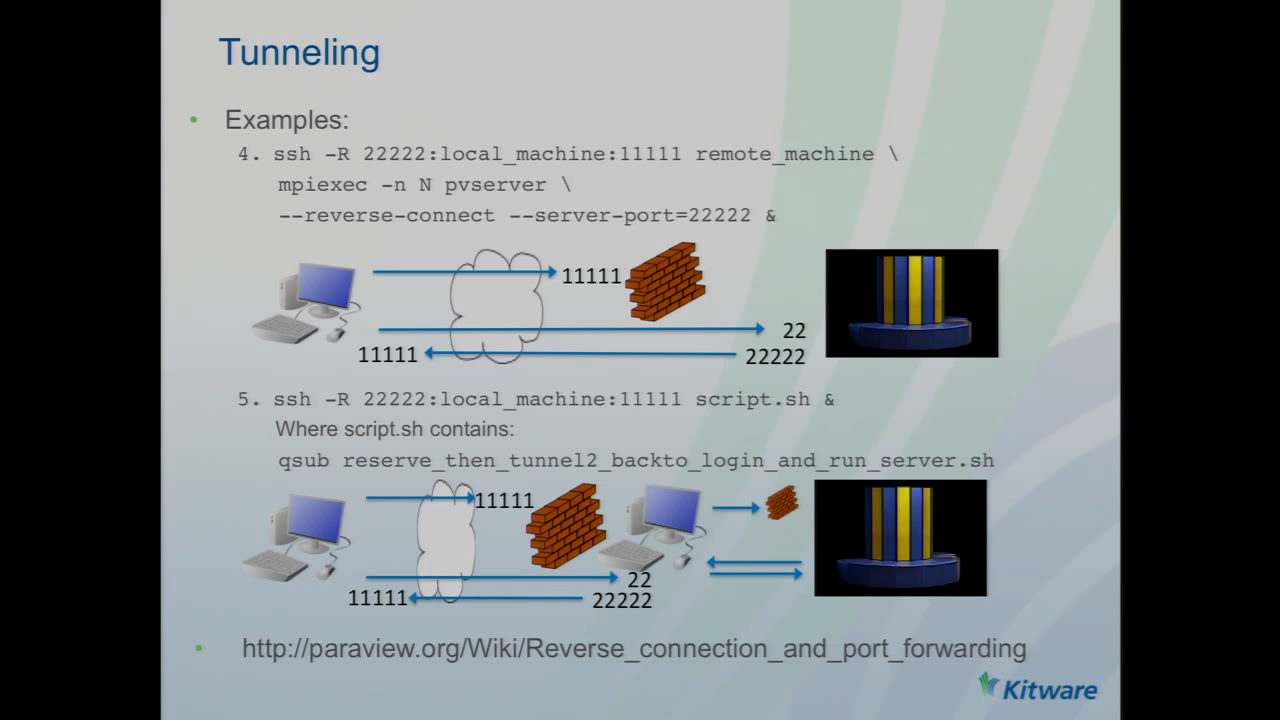 Tunneling
• Examples:
4. ssh -R 22222:local_machine:11111 remote_machine \
mpiexec -n N pvserver \
--reverse-connect --server-port=22222 &
11111
22
11111
22222
5. ssh -R 22222:local_machine:11111 script.sh &
Where script.sh contains:
qsub reserve_then_tunnel2_backto_login_and_run_server.sh
11111
22
11111
22222
• http://paraview.org/Wiki/Reverse_connection_and_port_forwarding
Kitware